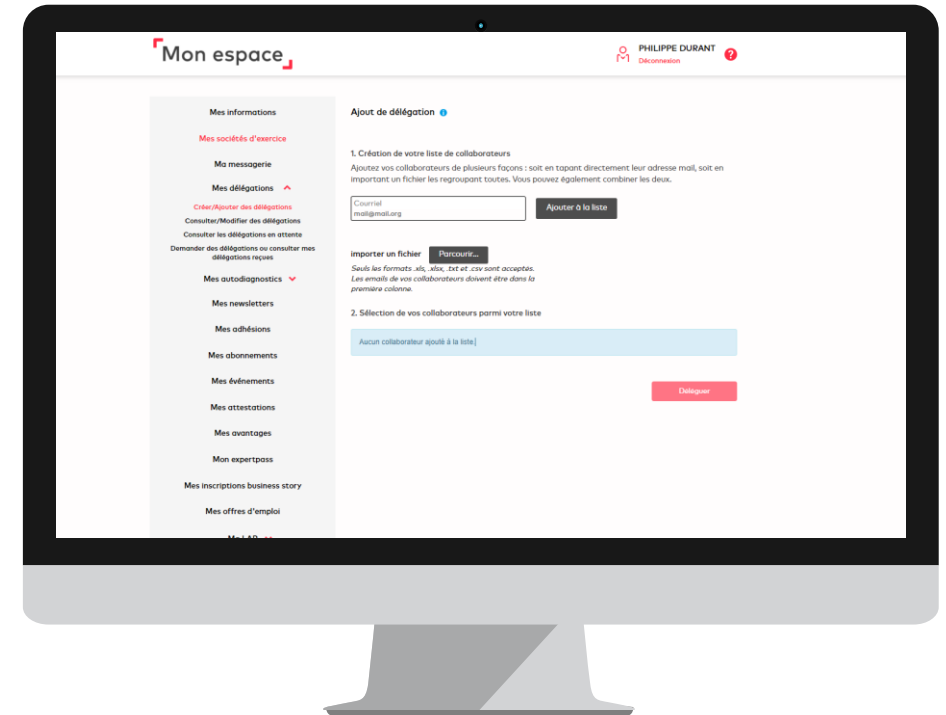 Mon espace
PHILIPPE DURANT
Déconnexion
?
Mes informations
Mes sociétés d'exercice
Ma messagerie
Mes délégations
Créer/Ajouter des délégations
Consulter/Modifier des délégations
Consulter les délégations en attente
Demander des délégations ou consulter mes
délégations reçues
Mes autodiagnostics
Mes newsletters
Mes adhésions
Mes abonnements
Mes événements
Mes attestations
Mes avantages
Mon expertpass
Mes inscriptions business story
Mes offres d'emploi
Ajout de délégation
1. Création de votre liste de collaborateurs
Ajoutez vos collaborateurs de plusieurs façons : soit en tapant directement leur adresse mail, soit en
important un fichier les regroupant toutes. Vous pouvez également combiner les deux.
Courriel
mail@mail.org
Ajouter à la liste
importer un fichier Parcourir...
Seuls les formats .xls, .xlsx, .txt et .csv sont acceptés.
Les emails de vos collaborateurs doivent être dans la
première colonne.
2. Sélection de vos collaborateurs parmi votre liste
Aucun collaborateur ajouté à la liste
Déléguer